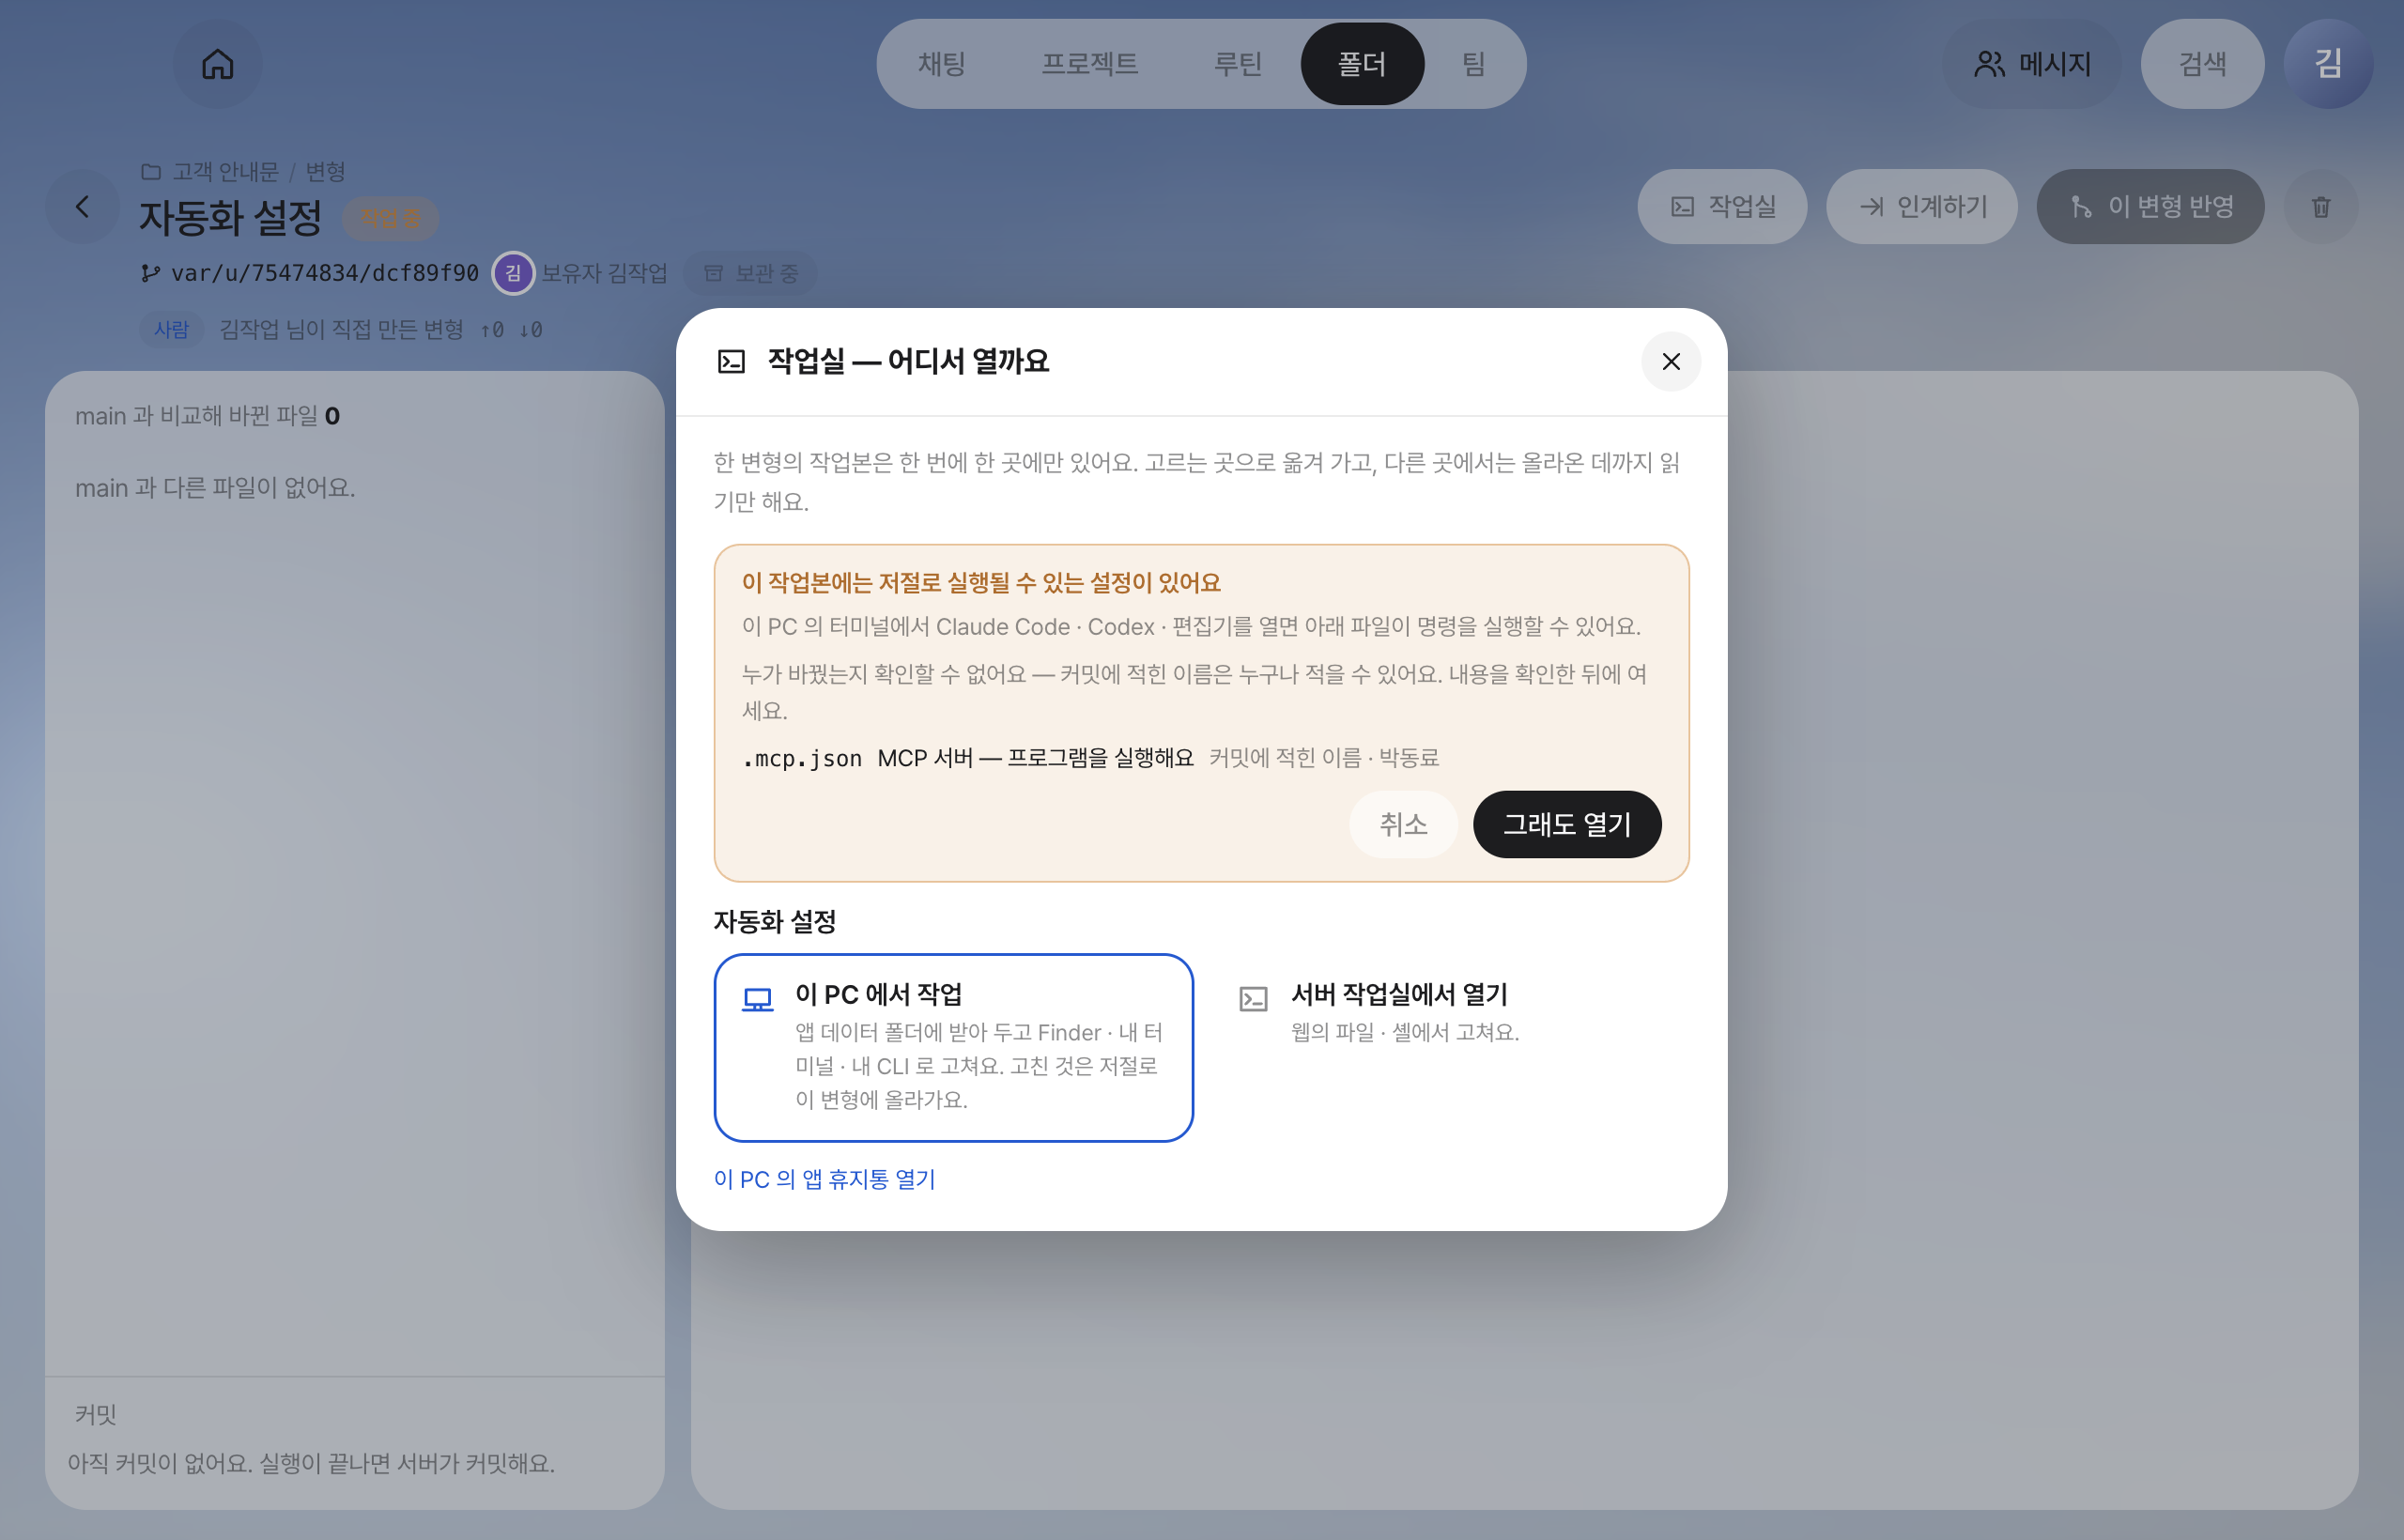 채팅
프로젝트
루틴
폴더
팀
메시지
검색
김
고객 안내문 / 변형
자동화 설정
작업 중
작업실
인계하기
이 변형 반영
var/u/75474834/dcf89f90
김
보유자 김작업
보관 중
사람
김작업 님이 직접 만든 변형 ↑0 ↓0
main 과 비교해 바뀐 파일 0
main 과 다른 파일이 없어요.
작업실 — 어디서 열까요
한 변형의 작업본은 한 번에 한 곳에만 있어요. 고르는 곳으로 옮겨 가고, 다른 곳에서는 올라온 데까지 읽
기만 해요.
이 작업본에는 저절로 실행될 수 있는 설정이 있어요
이 PC 의 터미널에서 Claude Code · Codex · 편집기를 열면 아래 파일이 명령을 실행할 수 있어요.
누가 바꿨는지 확인할 수 없어요 — 커밋에 적힌 이름은 누구나 적을 수 있어요. 내용을 확인한 뒤에 여
세요.
.mcp.json MCP 서버 — 프로그램을 실행해요 커밋에 적힌 이름 · 박동료
취소
그래도 열기
자동화 설정
이 PC 에서 작업
앱 데이터 폴더에 받아 두고 Finder · 내 터
미널 · 내 CLI 로 고쳐요. 고친 것은 저절로
이 변형에 올라가요.
서버 작업실에서 열기
웹의 파일 · 셸에서 고쳐요.
이 PC 의 앱 휴지통 열기
커밋
아직 커밋이 없어요. 실행이 끝나면 서버가 커밋해요.